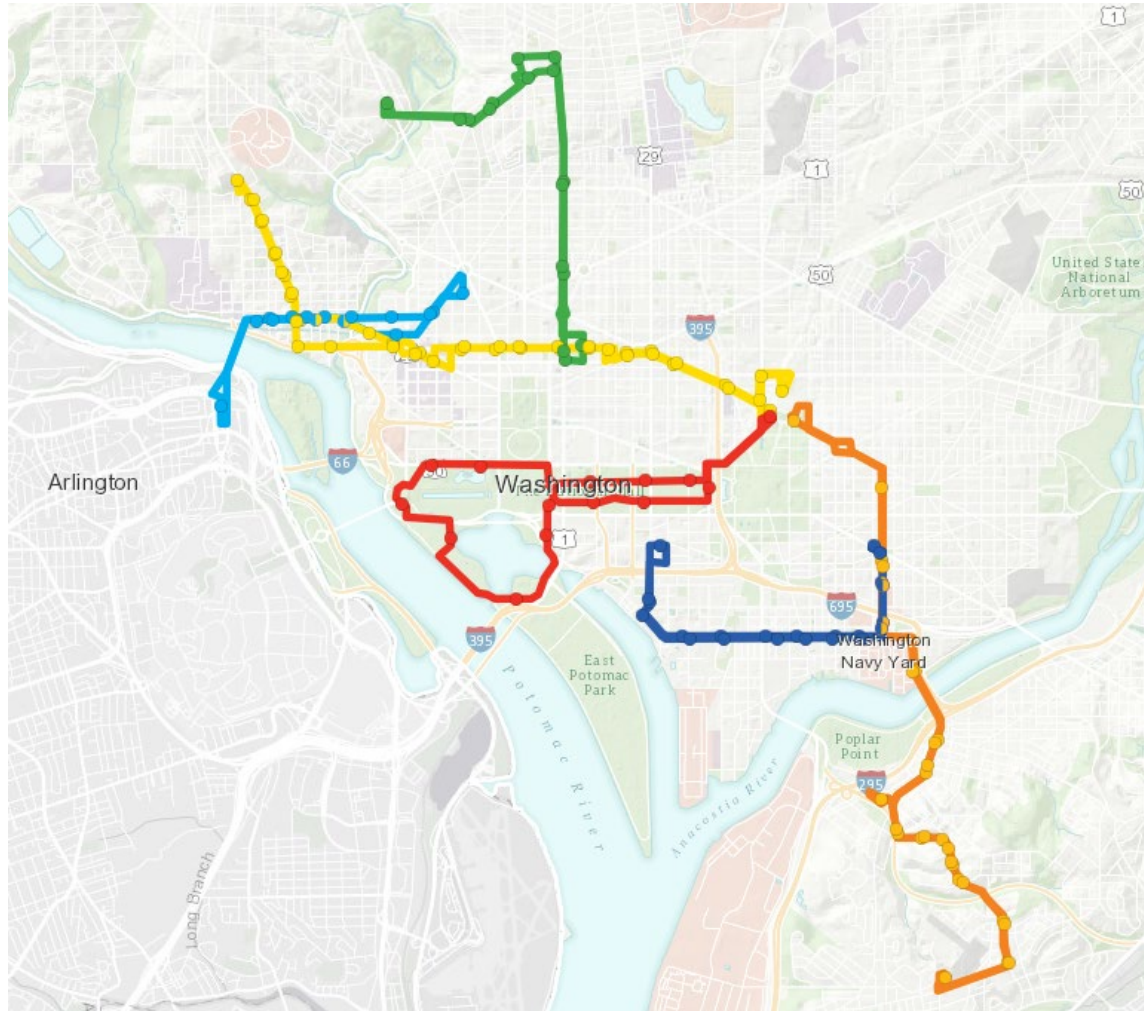 1
29
1
50
50
United State
National
Arboretum
395
66
Arlington
Washington
1
695
395
Washington
Navy Yard
East
Potomac
Park
Poplar
Point
295
Potomac River
Anacostia River
Long Branch